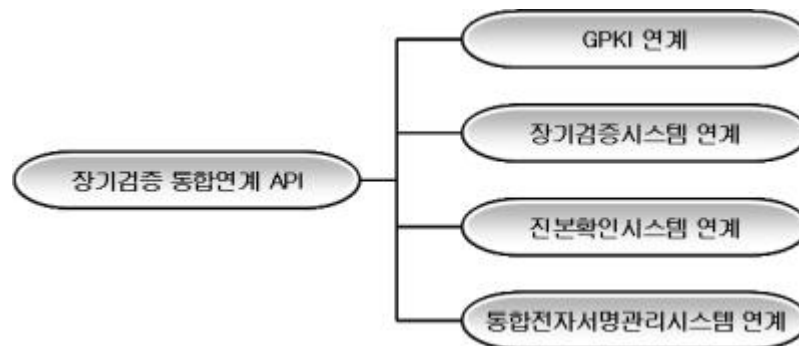 GPKI 연계
장기검증시스템 연계
장기검증 통합연계 API
진본확인시스템 연계
통합전자서명관리시스템 연계